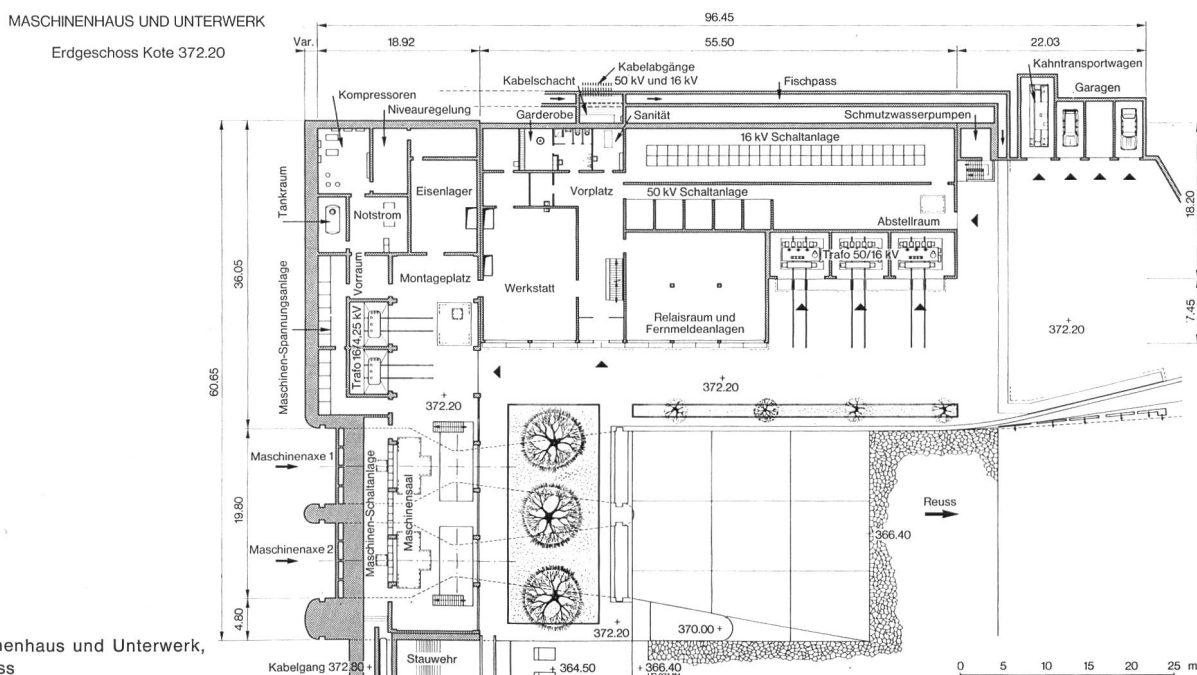 MASCHINENHAUS UND UNTERWERK
Erdgeschoss Kote 372.20
96.45
Var.
18.92
55.50
22.03
Kabelabgänge
50 kV und 16 kV
Kabelschacht
Fischpass
Kahntransportwagen
Garagen
Kompressoren
Niveauregelung
Garderobe
Sanität
Schmutzwasserpumpen
16 kV Schaltanlage
Tankraum
Eisenlager
Vorplatz
50 kV Schaltanlage
Notstrom
Abstellraum
18.20
36.05
Vorraum
Montageplatz
Werkstatt
Trafo 50/16 kV
Maschinen-Spannungsanlage
Trafo 16/4,25 kV
Relaisraum und
Fernmeldeanlagen
7.45
372.20
60.65
372.20
372.20
Maschinenaxe 1
Maschinen-Schaltanlage
Maschinensaal
19.80
Reuss
366.40
Maschinenaxe 2
4.80
372.20
370.00
nenhaus und Unterwerk,
ss
Kabelgang 372.80
Stauwehr
364.50
366.40
0 5 10 15 20 25 m